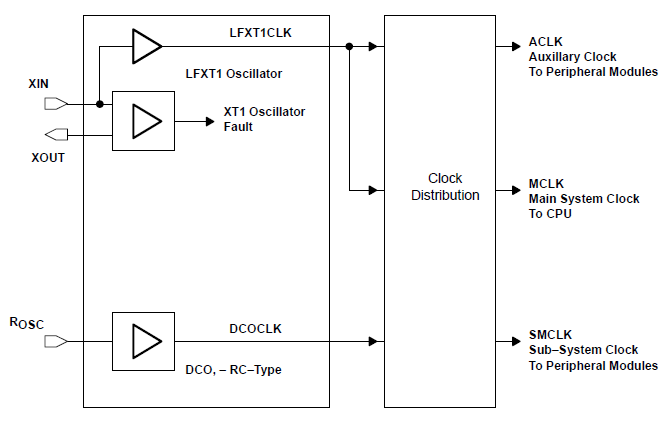 LFXT1CLK
LFXT1 Oscillator
XIN
XT1 Oscillator
Fault
XOUT
ROSC
DCOCLK
DCO, – RC–Type
Clock
Distribution
ACLK
Auxillary Clock
To Peripheral Modules
MCLK
Main System Clock
To CPU
SMCLK
Sub–System Clock
To Peripheral Modules